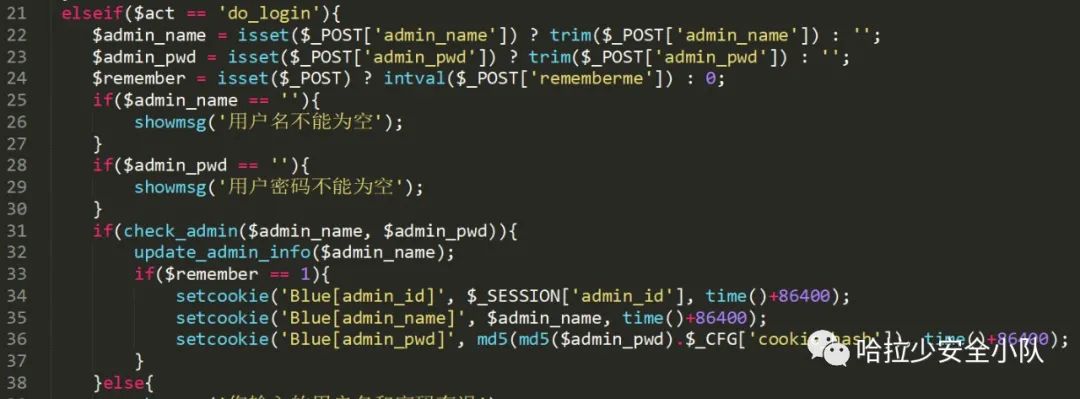 21 elseif($act == 'do_login'){
22 $admin_name = isset($_POST['admin_name']) ? trim($_POST['admin_name']) : '';
23 $admin_pwd = isset($_POST['admin_pwd']) ? trim($_POST['admin_pwd']) : '';
24 $remember = isset($_POST) ? intval($_POST['rememberme']) : 0;
25 if($admin_name == ''){
26 showmsg('用户名不能为空');
27 }
28 if($admin_pwd == ''){
29 showmsg('用户密码不能为空');
30 }
31 if(check_admin($admin_name, $admin_pwd)){
32 update_admin_info($admin_name);
33 if($remember == 1){
34 setcookie('Blue[admin_id]', $_SESSION['admin_id'], time()+86400);
35 setcookie('Blue[admin_name]', $admin_name, time()+86400);
36 setcookie('Blue[admin_pwd]', md5(md5($admin_pwd).$_CFG['cookie_hash']), time()+86400);
37 }
38 }else{
哈拉少安全小队